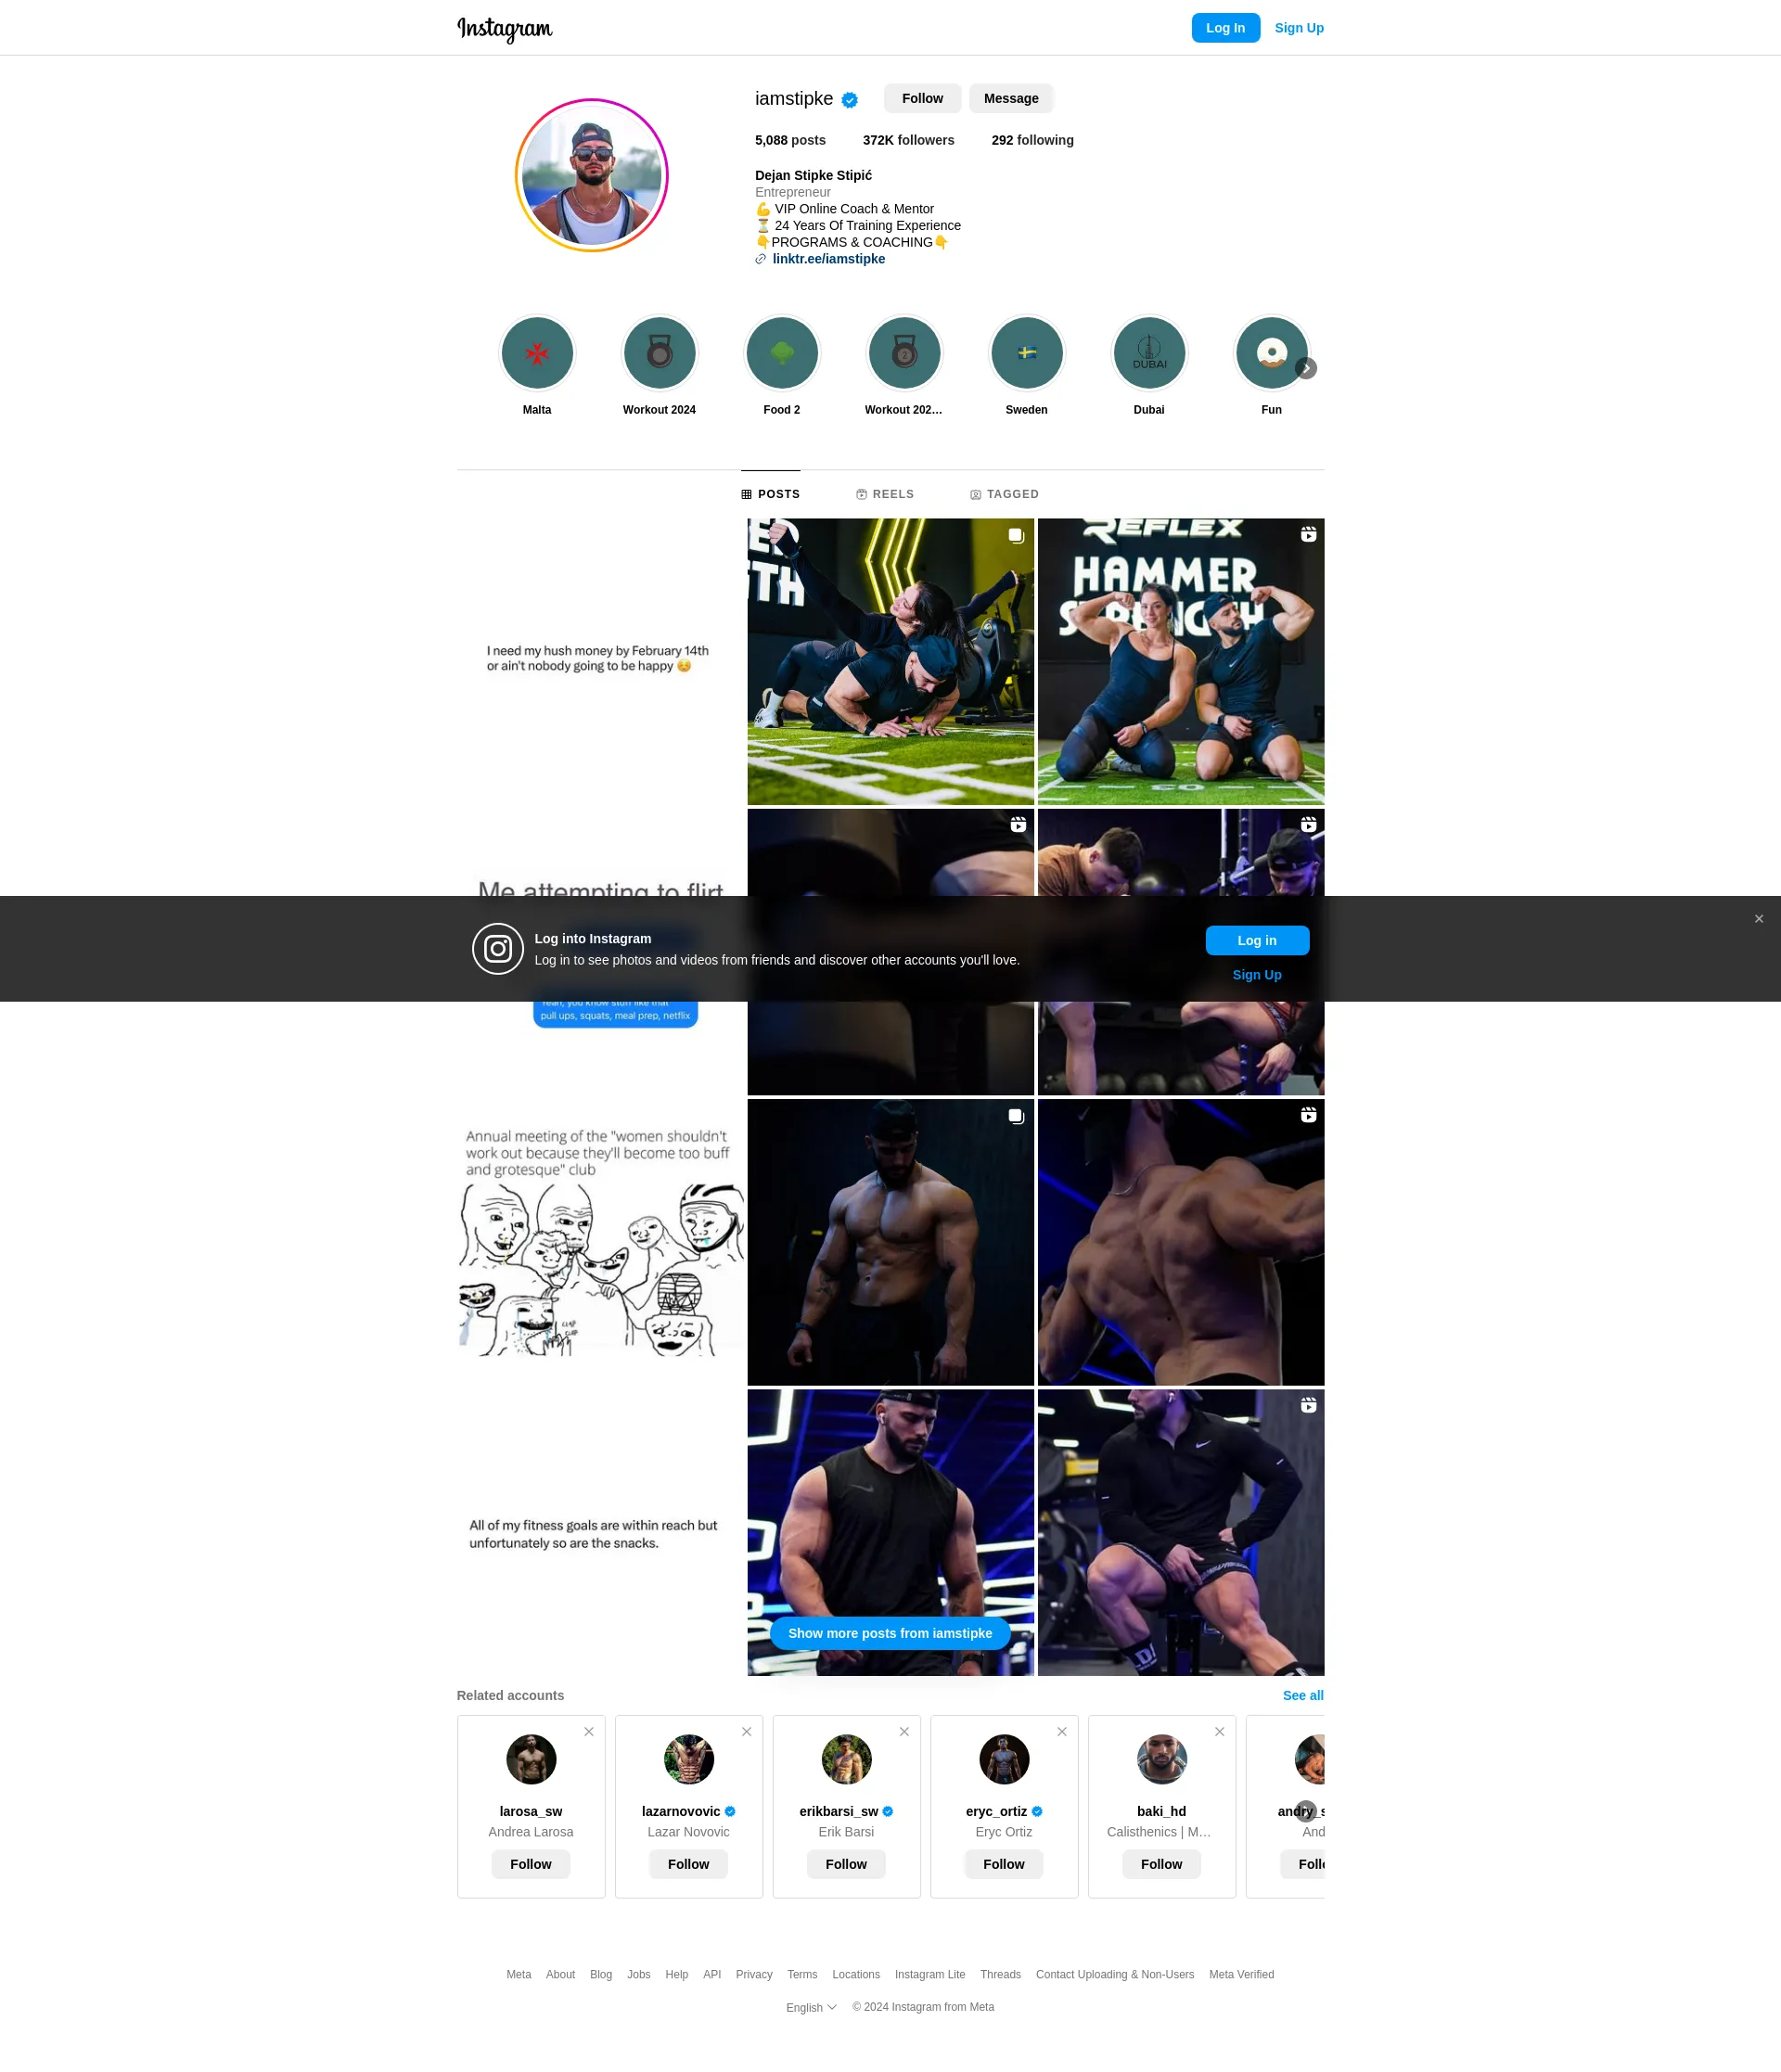 Instagram
Log In
Sign Up
iamstipke
Follow
Message
5,088 posts
372K followers
292 following
Dejan Stipke Stipić
Entrepreneur
💪 VIP Online Coach & Mentor
⏳ 24 Years Of Training Experience
👇PROGRAMS & COACHING👇
linktr.ee/iamstipke
2
DUBAI
Malta
Workout 2024
Food 2
Workout 202…
Sweden
Dubai
Fun
POSTS
REELS
TAGGED
I need my hush money by February 14th
or ain't nobody going to be happy ☺️
REFLEX
HAMMER
STRENGTH
Me attempting to flirt
Log into Instagram
Log in to see photos and videos from friends and discover other accounts you'll love.
Log in
Sign Up
Yeah, you know stuff like that
pull ups, squats, meal prep, netflix
Annual meeting of the "women shouldn't
work out because they'll become too buff
and grotesque" club
CLAP
CLAP
All of my fitness goals are within reach but
unfortunately so are the snacks.
Show more posts from iamstipke
Related accounts
See all
larosa_sw
Andrea Larosa
Follow
lazarnovovic
Lazar Novovic
Follow
erikbarsi_sw
Erik Barsi
Follow
eryc_ortiz
Eryc Ortiz
Follow
baki_hd
Calisthenics | M…
Follow
Meta
About
Blog
Jobs
Help
API
Privacy
Terms
Locations
Instagram Lite
Threads
Contact Uploading & Non-Users
Meta Verified
English
© 2024 Instagram from Meta